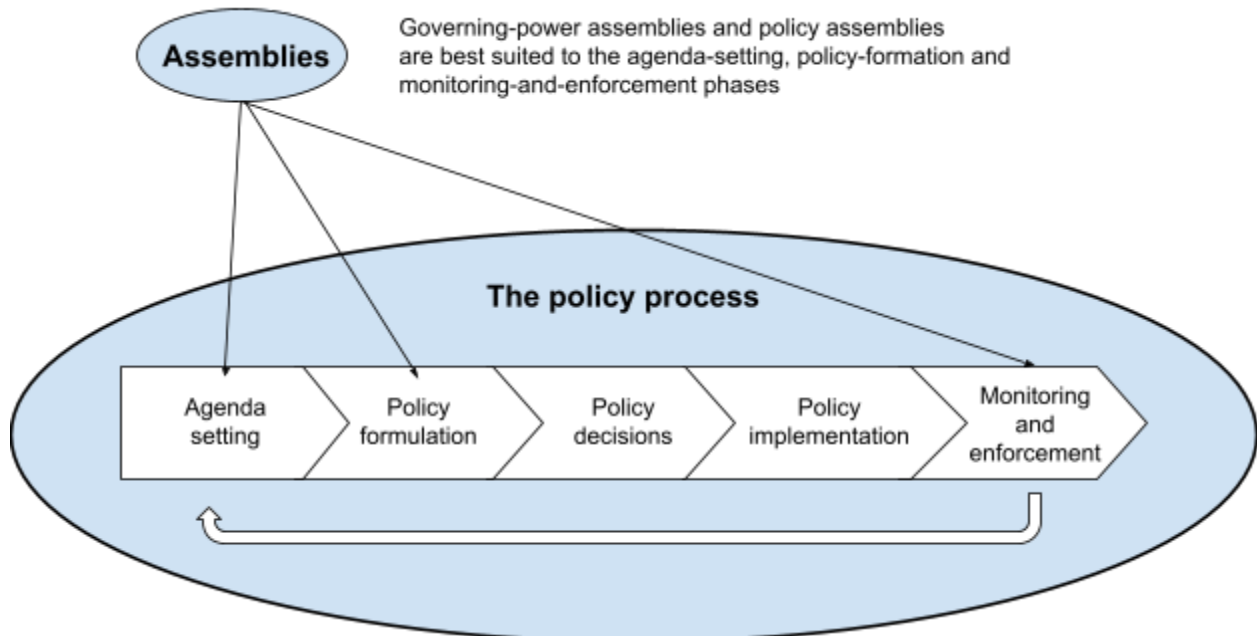 Assemblies
Governing-power assemblies and policy assemblies
are best suited to the agenda-setting, policy-formation and
monitoring-and-enforcement phases
The policy process
Agenda
setting
Policy
formulation
Policy
decisions
Policy
implementation
Monitoring
and
enforcement